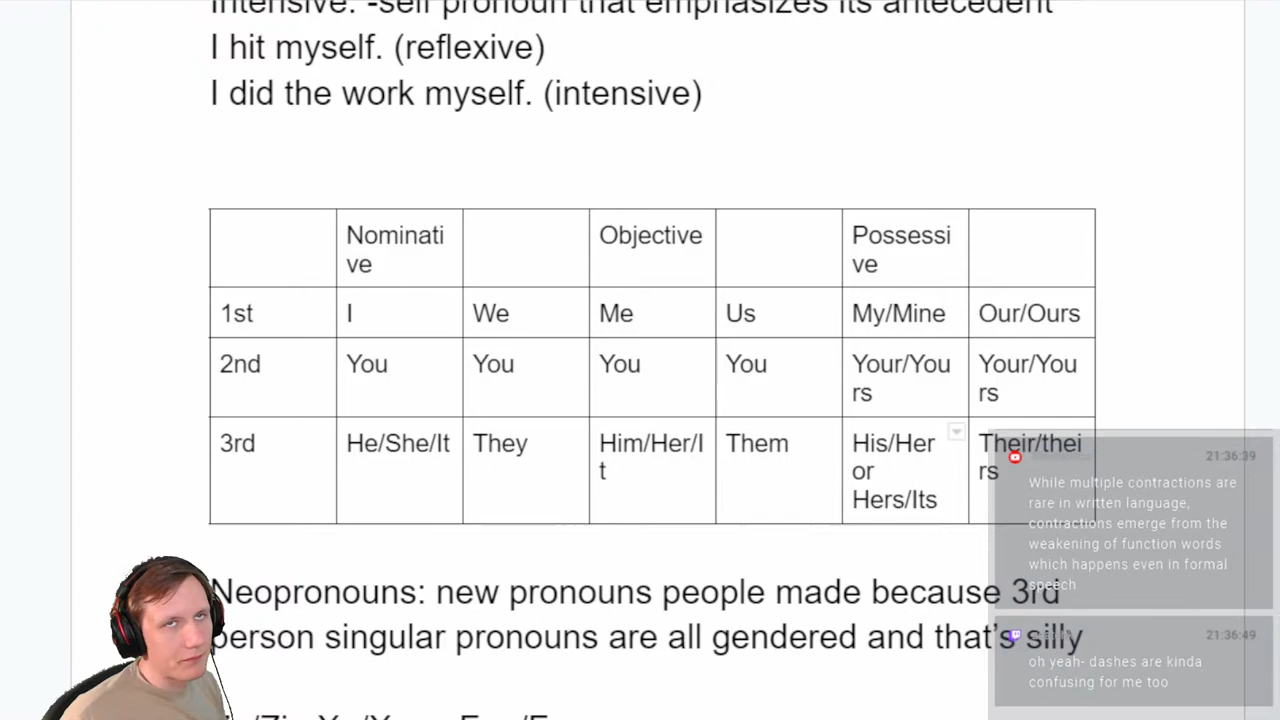 Intensive: -self pronoun that emphasizes its antecedent
I hit myself. (reflexive)
I did the work myself. (intensive)
Nominati
ve
Objective
Possessi
ve
1st
I
We
Me
Us
My/Mine
Our/Ours
2nd
You
You
You
You
Your/You
rs
Your/You
rs
3rd
He/She/It
They
Him/Her/I
t
Them
His/Her
or
Hers/Its
Their/thei
rs
21:36:39
While multiple contractions are
rare in written language,
contractions emerge from the
weakening of function words
which happens even in formal
speech
Neopronouns: new pronouns people made because 3rd
person singular pronouns are all gendered and that's silly
21:36:49
oh yeah- dashes are kinda
confusing for me too